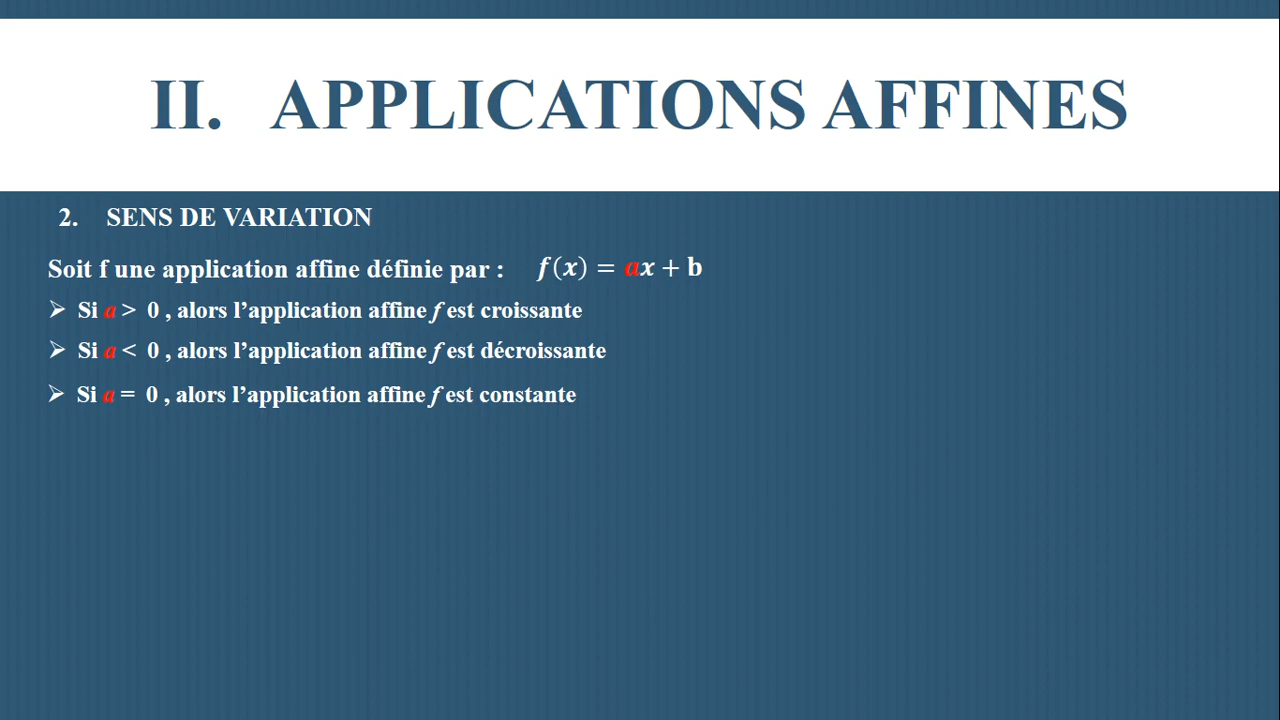 II. APPLICATIONS AFFINES
2. SENS DE VARIATION
Soit f une application affine définie par : f(x) = ax + b
➢ Si a > 0 , alors l’application affine f est croissante
➢ Si a < 0 , alors l’application affine f est décroissante
➢ Si a = 0 , alors l’application affine f est constante